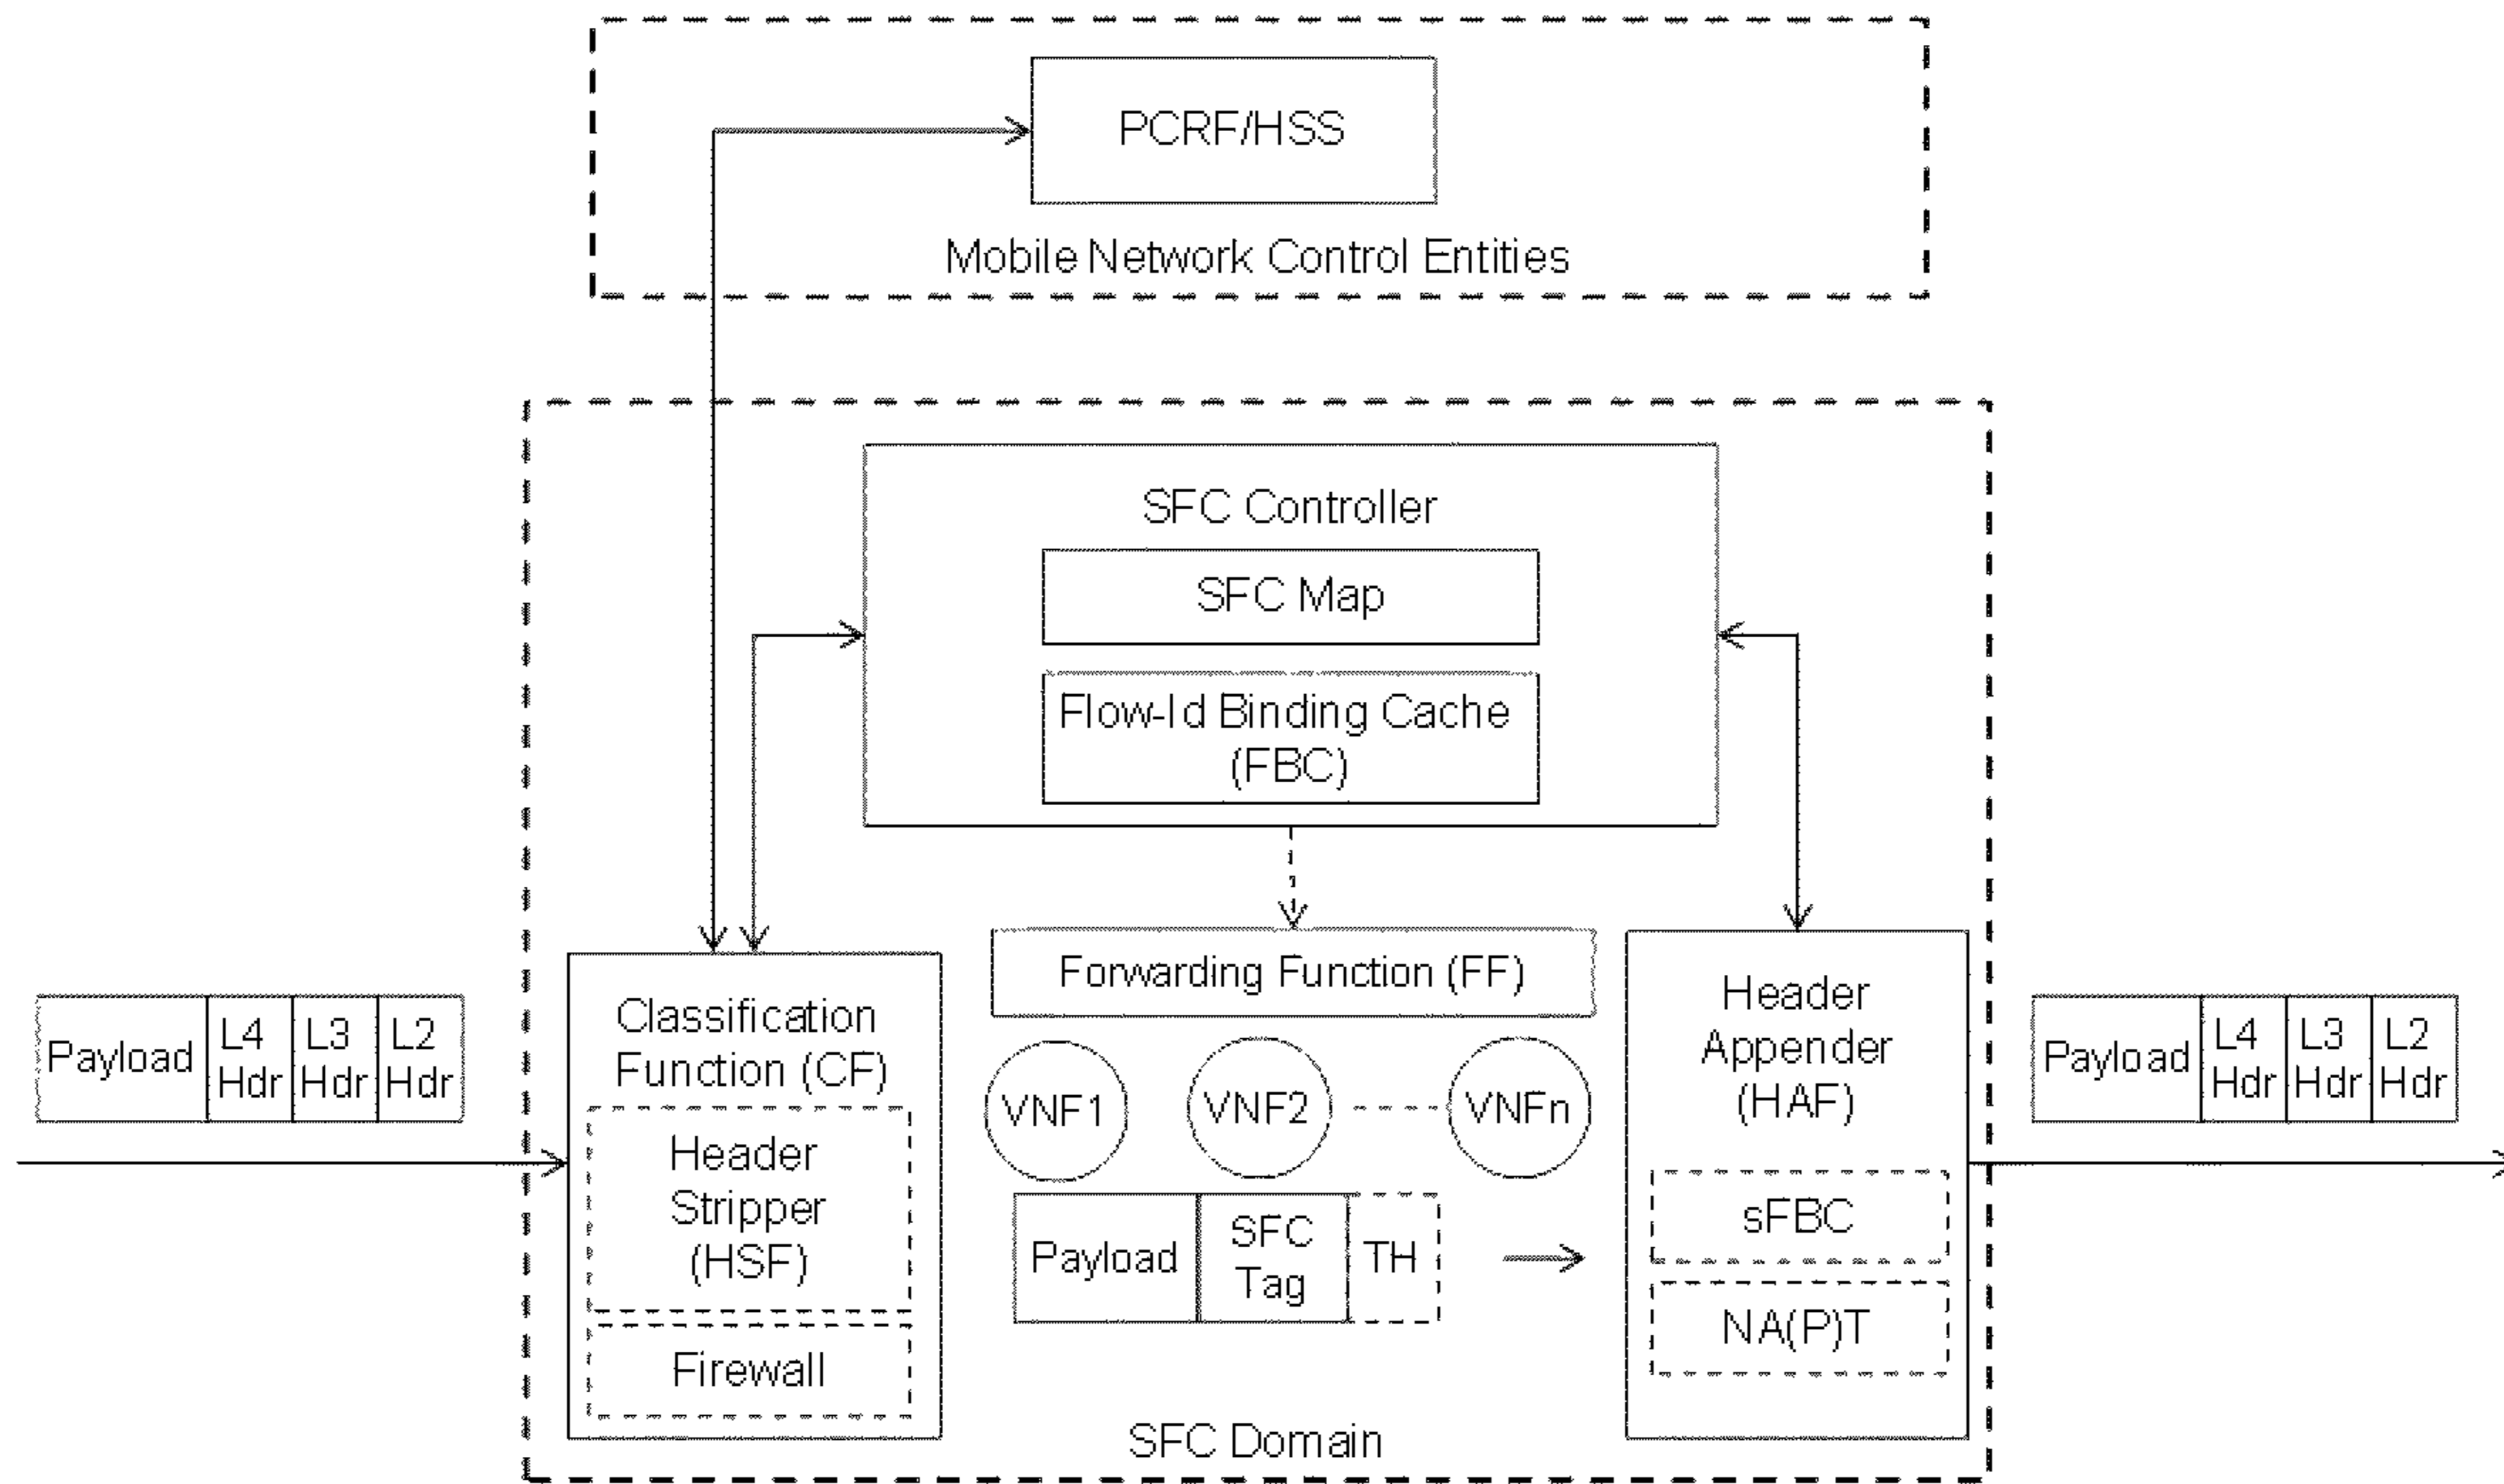 PCRF/HSS
Mobile Network Control Entities
SFC Controller
SFC Map
Flow-Id Binding Cache
(FBC)
Payload
L4
Hdr
L3
Hdr
L2
Hdr
Classification
Function (CF)
Header
Stripper
(HSF)
Firewall
Forwarding Function (FF)
VNF1
VNF2
VNFn
Payload
SFC
Tag
TH
Header
Appender
(HAF)
sFBC
NA(P)T
Payload
L4
Hdr
L3
Hdr
L2
Hdr
SFC Domain